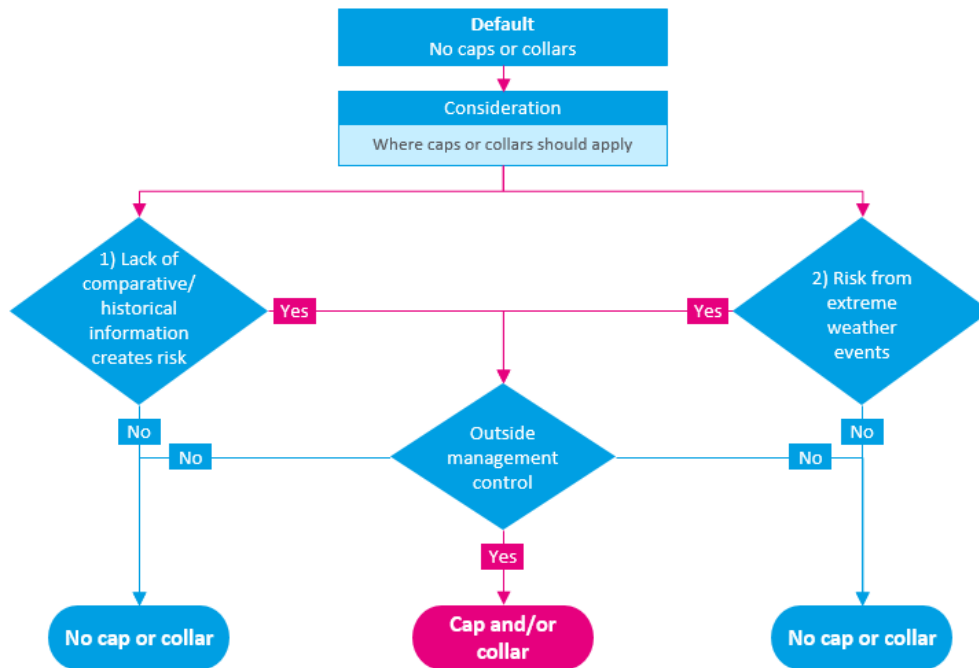 Default
No caps or collars
Consideration
Where caps or collars should apply
1) Lack of
comparative/
historical
information
creates risk
Yes
Yes
2) Risk from
extreme
weather
events
No
No
Outside
management
control
No
No
Yes
No cap or collar
Cap and/or
collar
No cap or collar